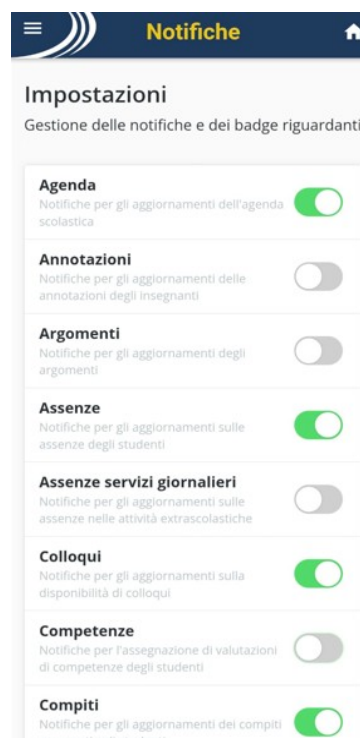 Notifiche
Impostazioni
Gestione delle notifiche e dei badge riguardanti
Agenda
Notifiche per gli aggiornamenti dell'agenda
scolastica
Annotazioni
Notifiche per gli aggiornamenti delle
annotazioni degli insegnanti
Argomenti
Notifiche per gli aggiornamenti degli
argomenti
Assenze
Notifiche per gli aggiornamenti sulle
assenze degli studenti
Assenze servizi giornalieri
Notifiche per gli aggiornamenti sulle
assenze nelle attività extrascolastiche
Colloqui
Notifiche per gli aggiornamenti sulla
disponibilità di colloqui
Competenze
Notifiche per l'assegnazione di valutazioni
di competenze degli studenti
Compiti
Notifiche per gli aggiornamenti dei compiti